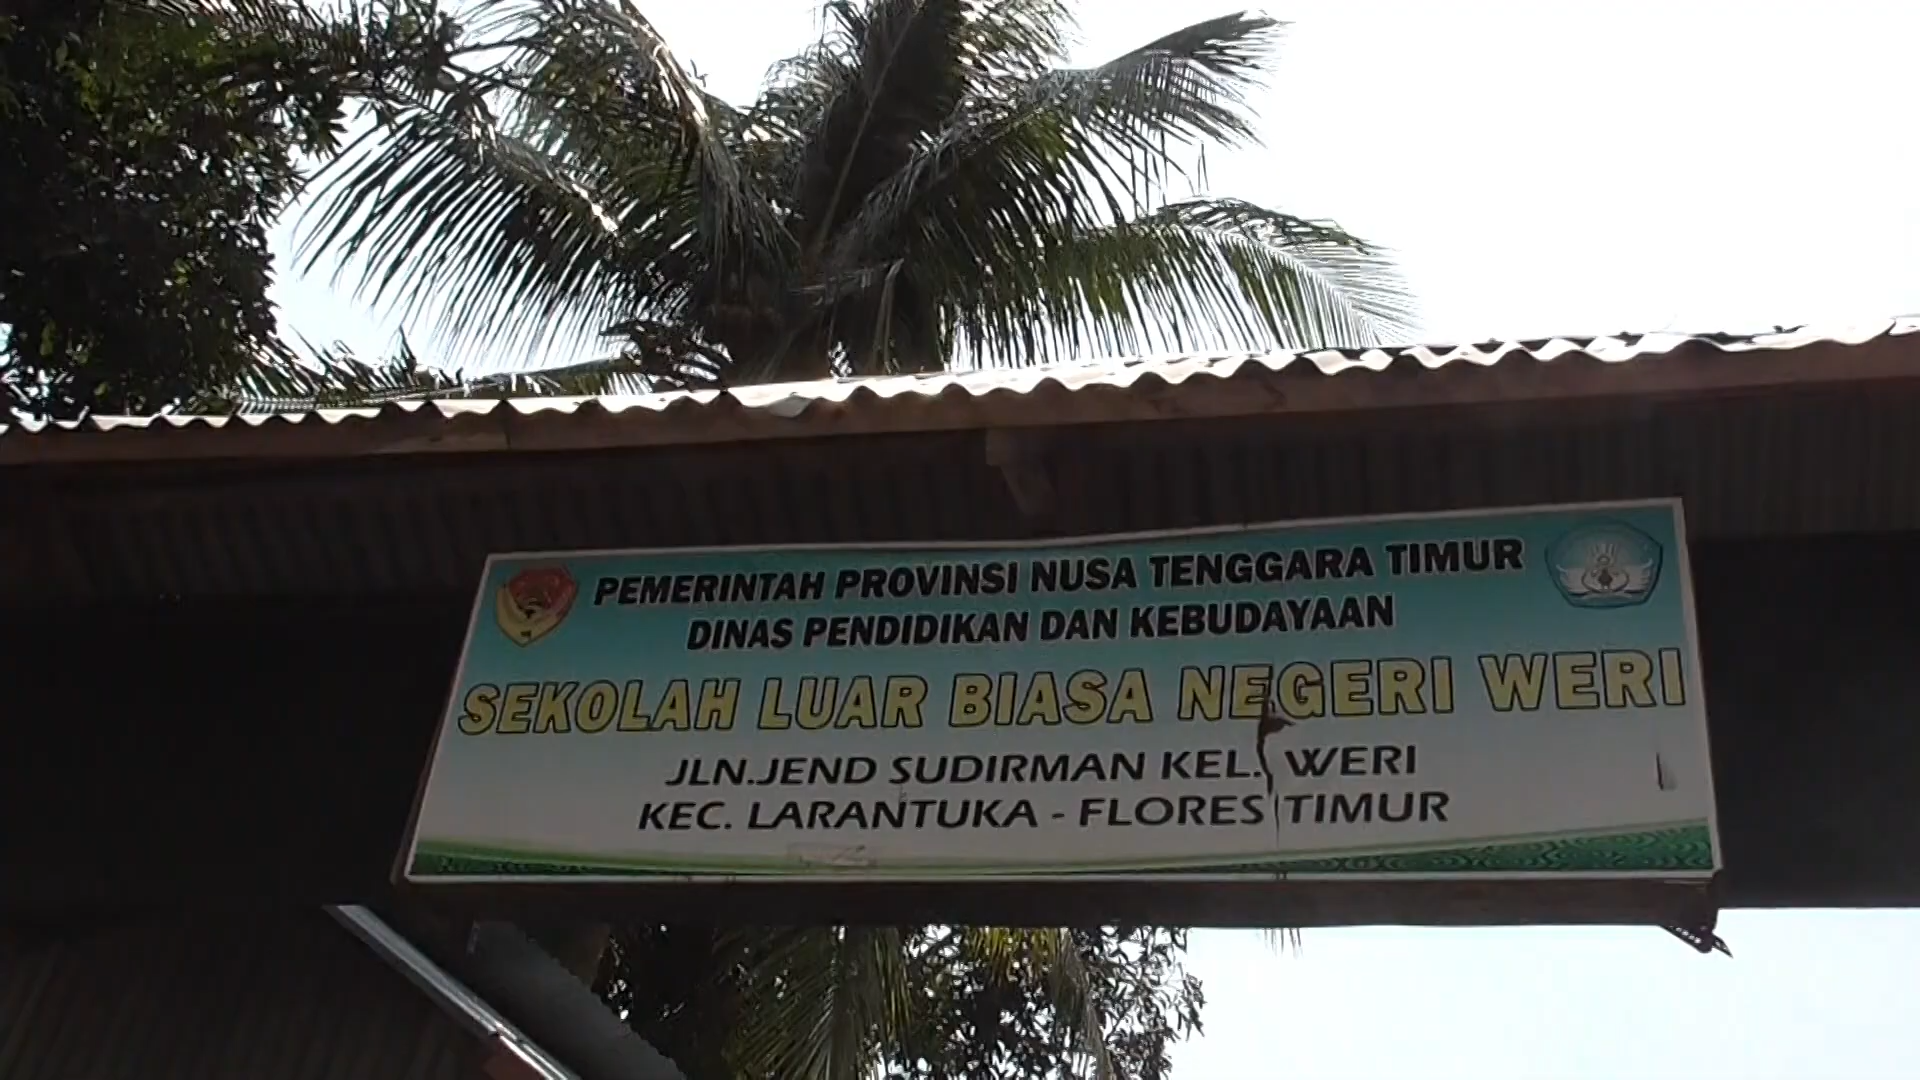 PEMERINTAH PROVINSI NUSA TENGGARA TIMUR
DINAS PENDIDIKAN DAN KEBUDAYAAN
SEKOLAH LUAR BIASA NEGERI WERI
JLN.JEND SUDIRMAN KEL. WERI
KEC. LARANTUKA - FLORES TIMUR